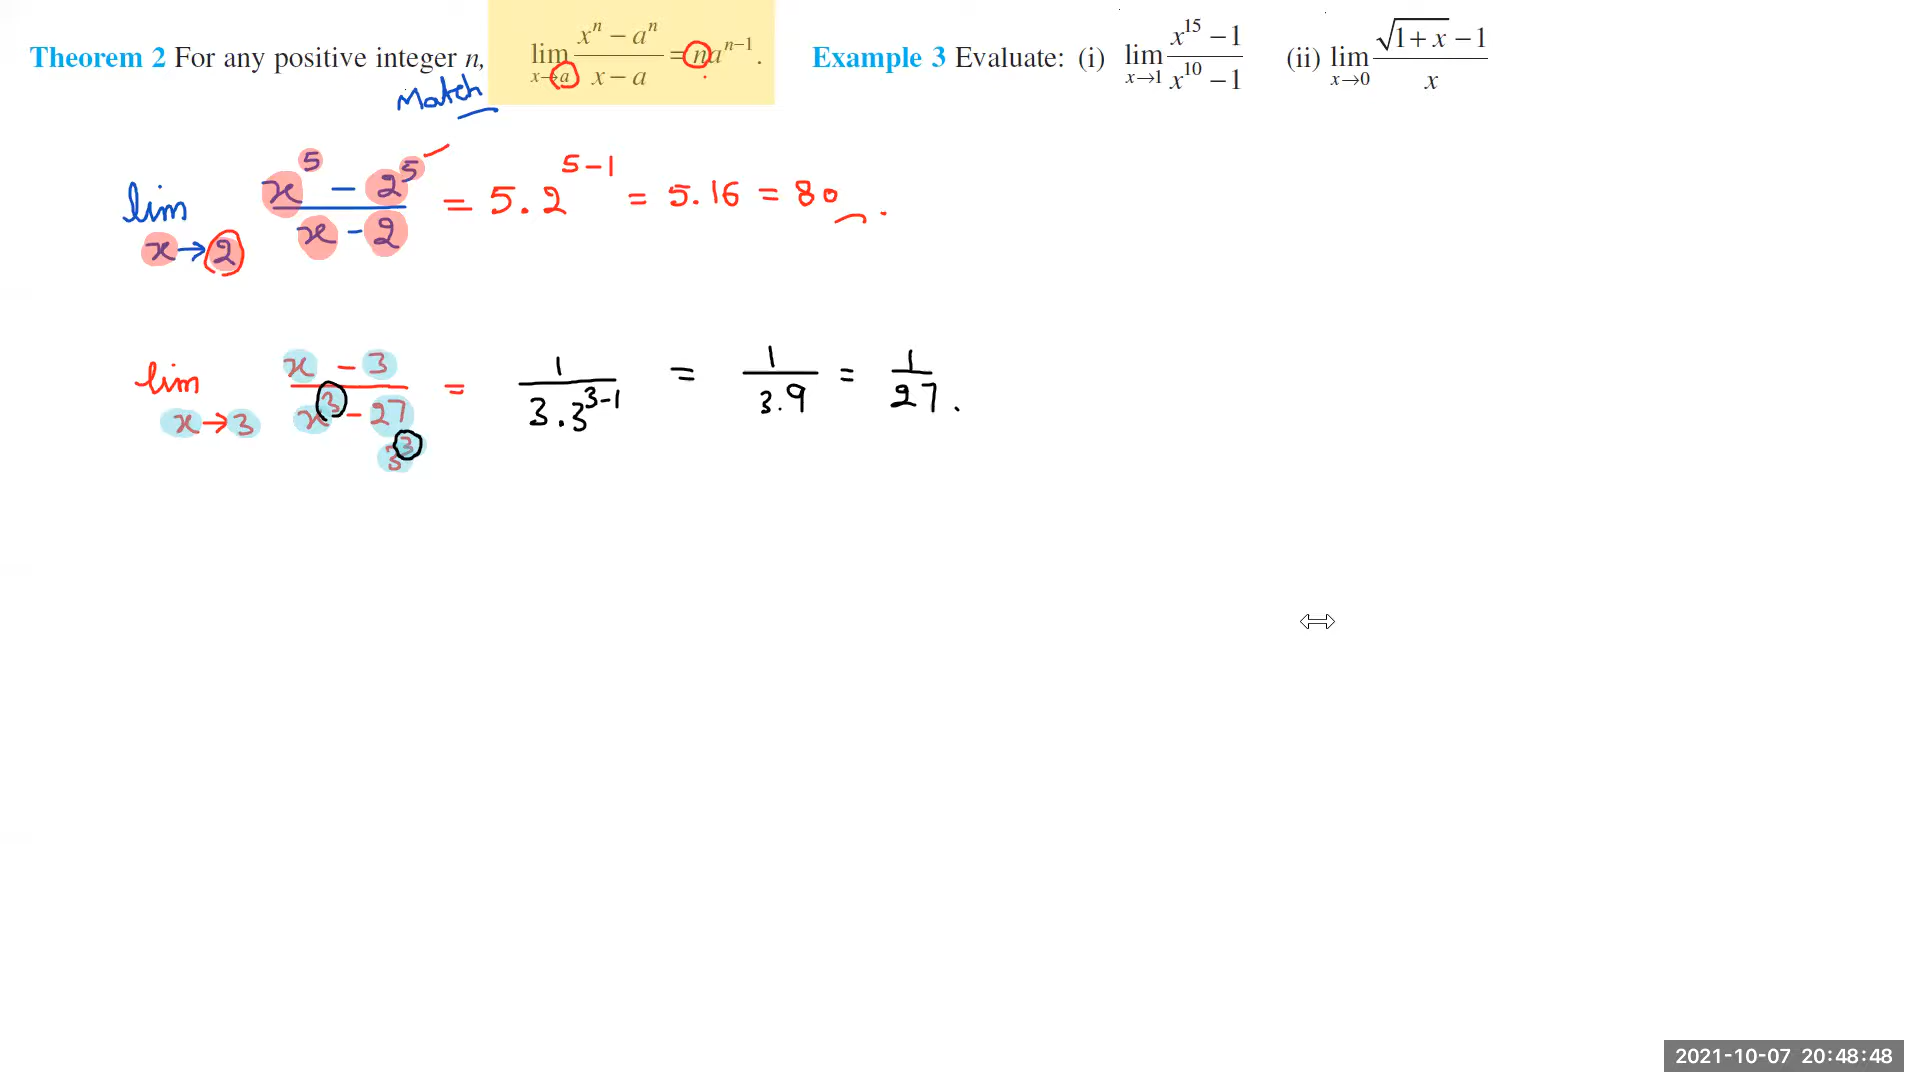 Theorem 2 For any positive integer n, lim x→a (xⁿ − aⁿ)/(x − a) = naⁿ⁻¹. Example 3 Evaluate: (i) lim x→1 (x¹⁵ − 1)/(x¹⁰ − 1) (ii) lim x→0 (√(1+x) − 1)/x
Match
lim x→2 (x⁵ − 2⁵)/(x − 2) = 5.2⁵⁻¹ = 5.16 = 80
lim x→3 (x − 3)/(x³ − 27) = 1/(3.3³⁻¹) = 1/(3.9) = 1/27.
3³
2021-10-07 20:48:48